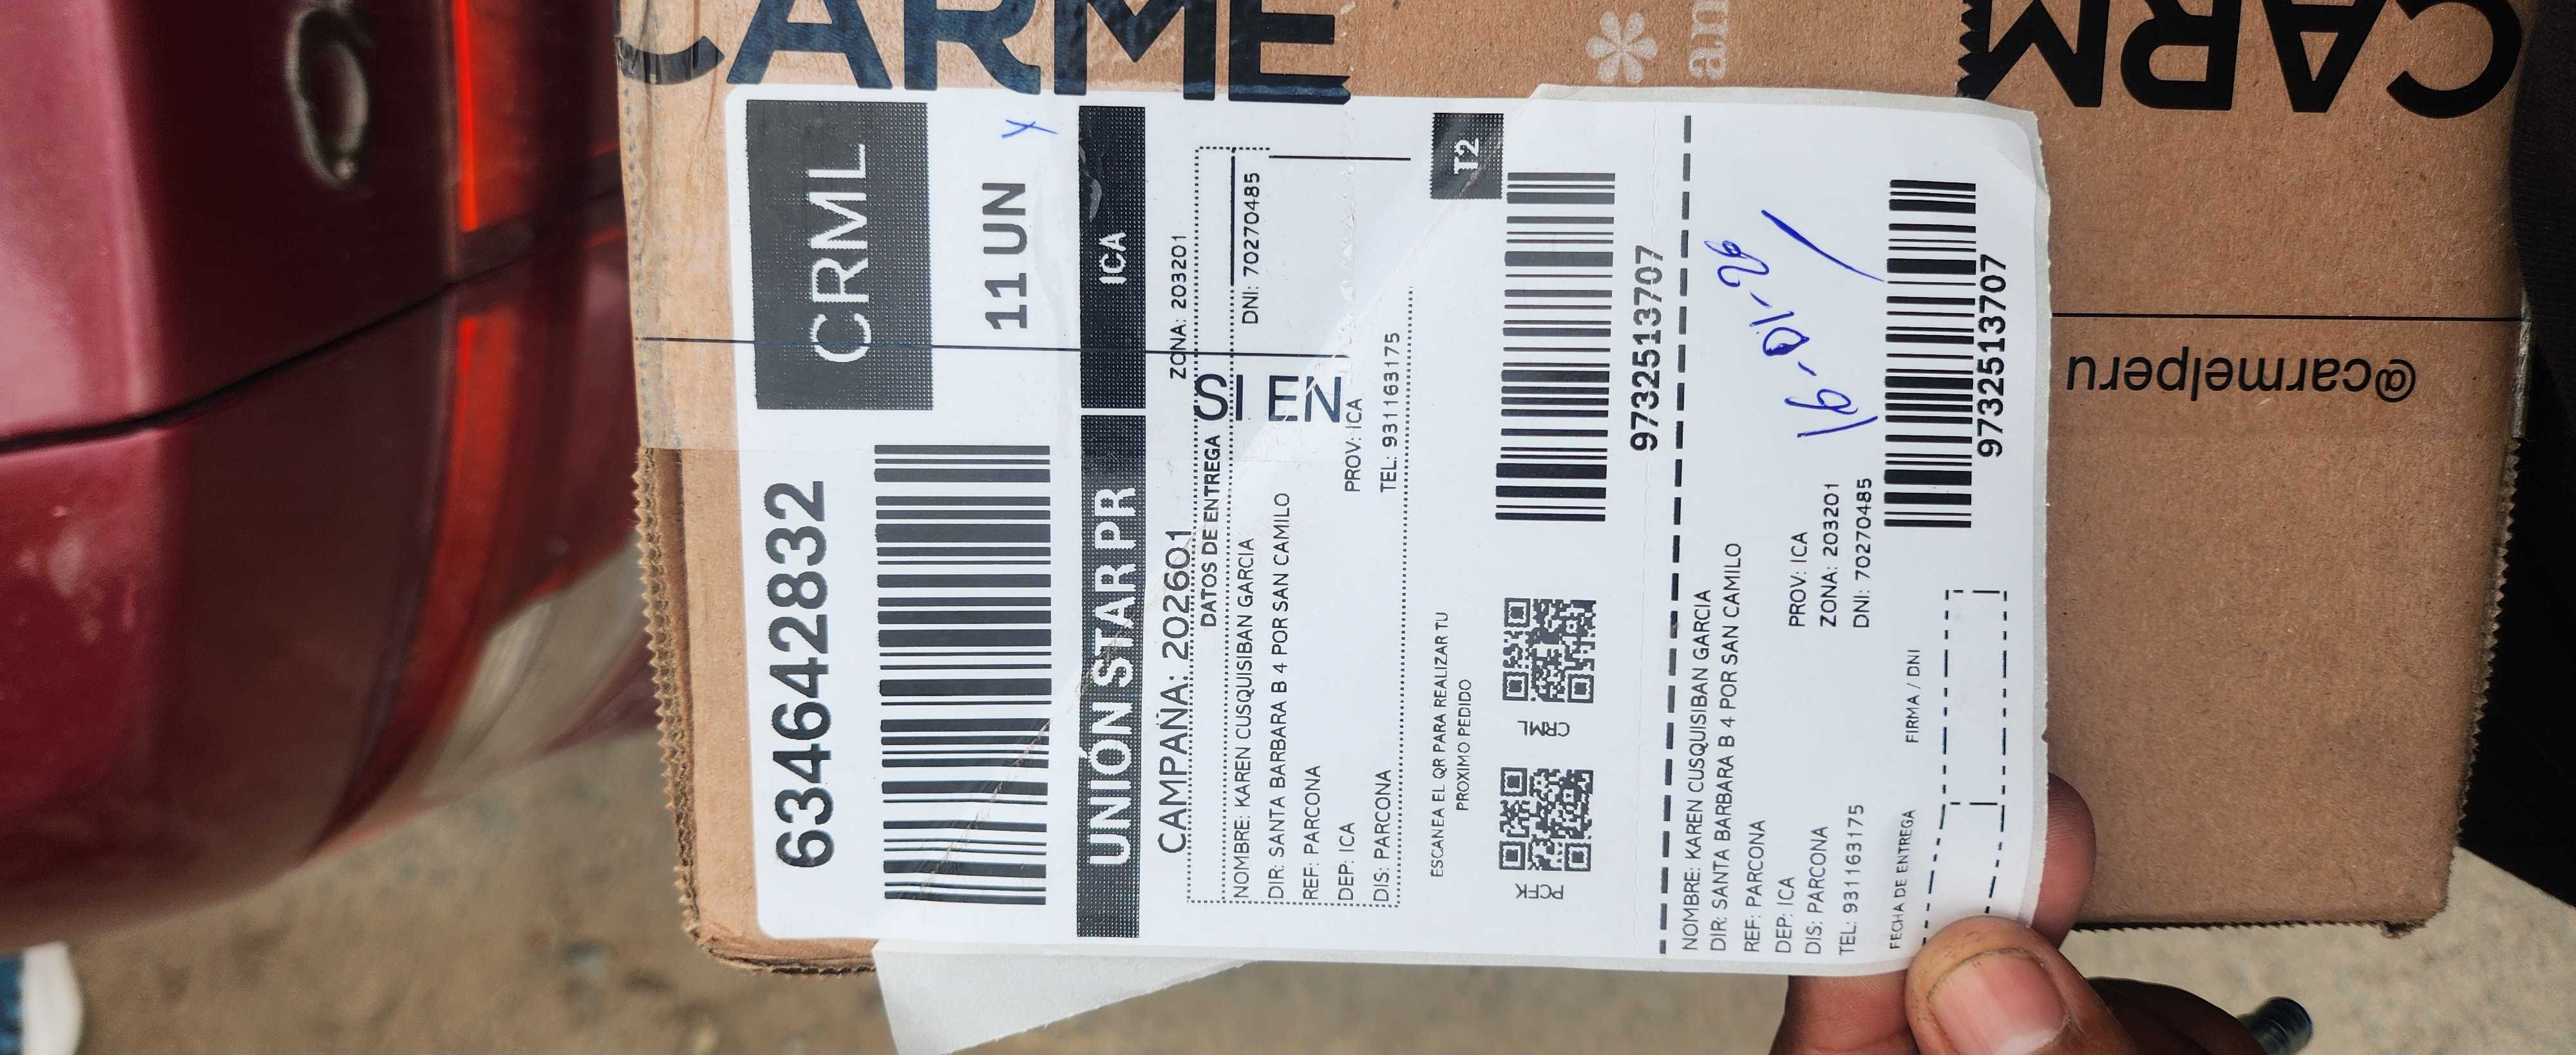 CARME
CARM
an
@carmelperu
CRML
6346642832
11 UN
UNIÓN STAR PR
ICA
CAMPAÑA: 202601
ZONA: 203201
DATOS DE ENTREGA
SI EN
NOMBRE: KAREN CUSQUISIBAN GARCIA
DNI: 70270485
DIR: SANTA BARBARA B 4 POR SAN CAMILO
REF: PARCONA
DEP: ICA
PROV: ICA
DIS: PARCONA
TEL: 931163175
T2
ESCANEA EL QR PARA REALIZAR TU
PROXIMO PEDIDO
PCFK
CRML
9732513707
NOMBRE: KAREN CUSQUISIBAN GARCIA
DIR: SANTA BARBARA B 4 POR SAN CAMILO
REF: PARCONA
DEP: ICA
PROV: ICA
DIS: PARCONA
ZONA: 203201
TEL: 931163175
DNI: 70270485
16-01-26
FECHA DE ENTREGA
FIRMA / DNI
9732513707